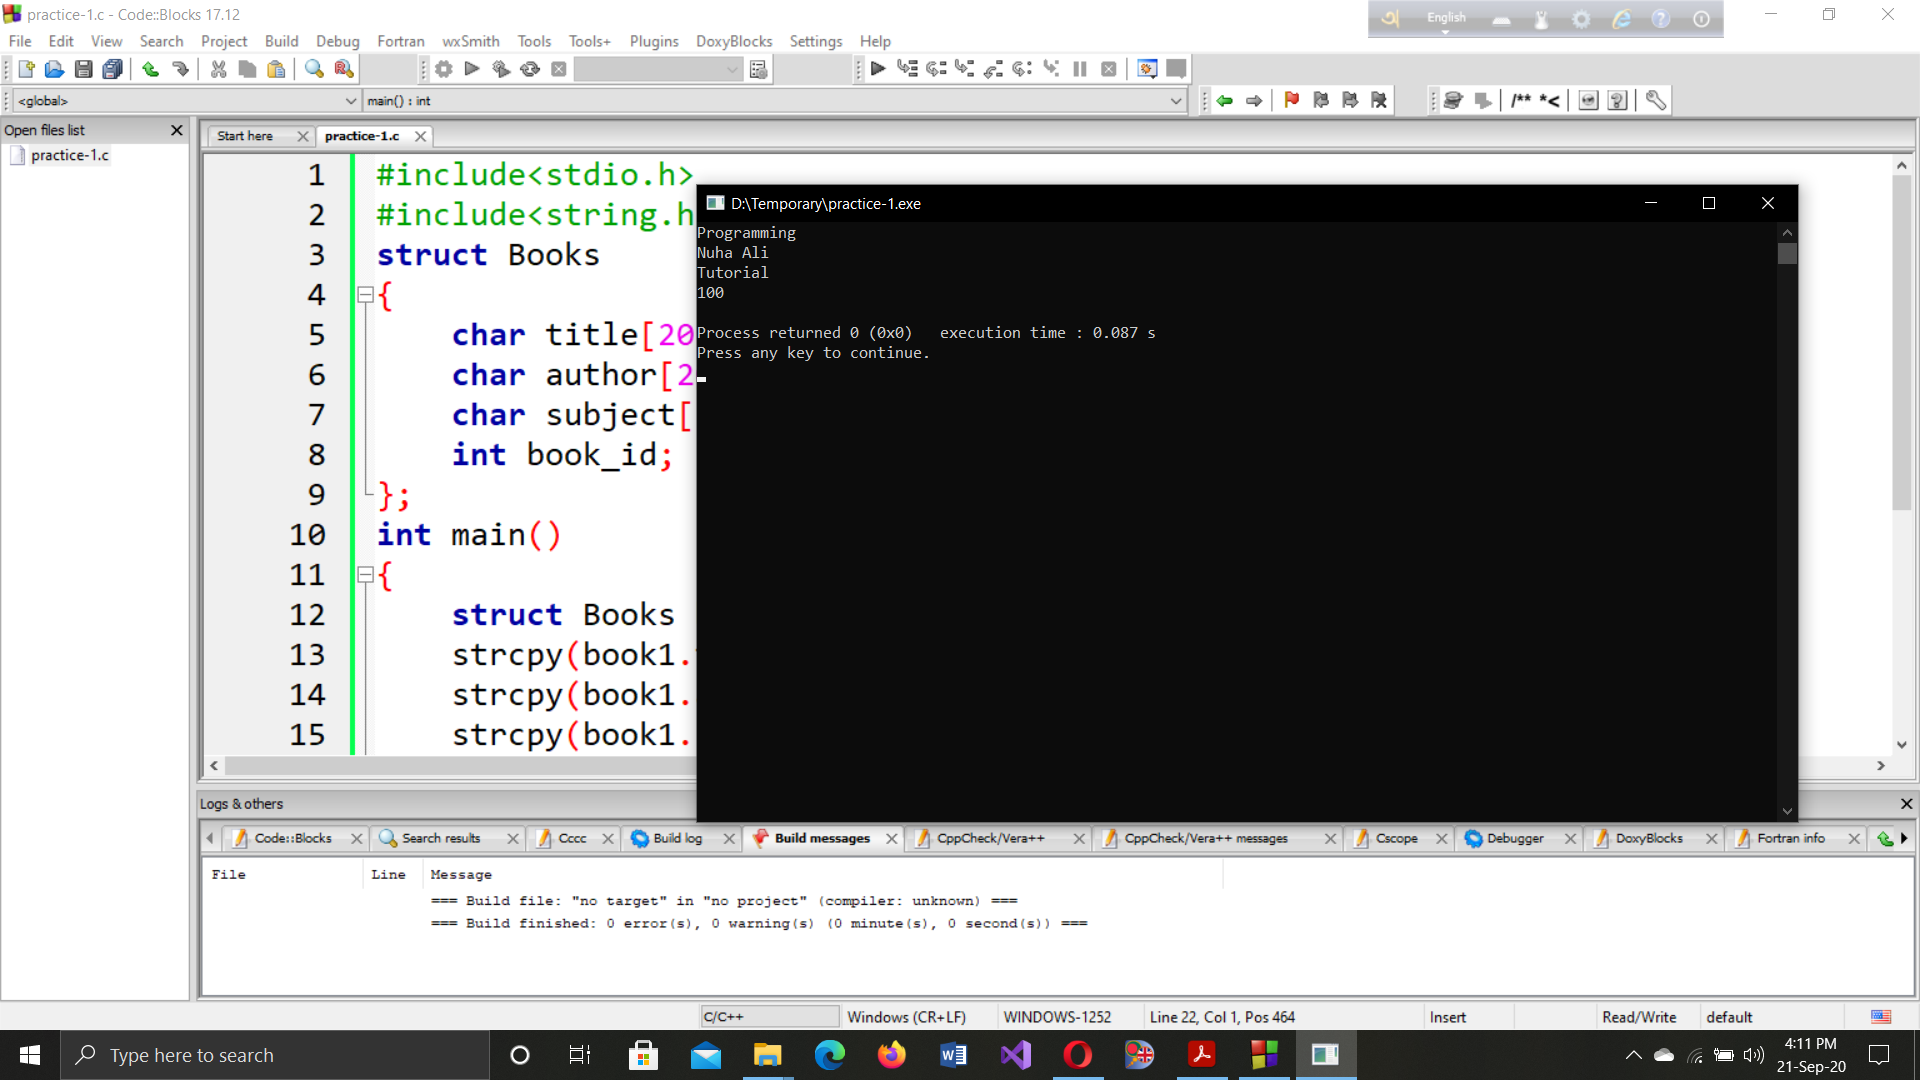 practice-1.c - Code::Blocks 17.12
English
File Edit View Search Project Build Debug Fortran wxSmith Tools Tools+ Plugins DoxyBlocks Settings Help
<global> main() : int /** *<
Open files list
practice-1.c
Start here practice-1.c
1 #include<stdio.h>
2 #include<string.h
3 struct Books
4 {
5 char title[20
6 char author[2
7 char subject[
8 int book_id;
9 };
10 int main()
11 {
12 struct Books
13 strcpy(book1.
14 strcpy(book1.
15 strcpy(book1.
D:\Temporary\practice-1.exe
Programming
Nuha Ali
Tutorial
100
Process returned 0 (0x0)   execution time : 0.087 s
Press any key to continue.
Logs & others
Code::Blocks Search results Cccc Build log Build messages CppCheck/Vera++ CppCheck/Vera++ messages Cscope Debugger DoxyBlocks Fortran info
File Line Message
=== Build file: "no target" in "no project" (compiler: unknown) ===
=== Build finished: 0 error(s), 0 warning(s) (0 minute(s), 0 second(s)) ===
C/C++ Windows (CR+LF) WINDOWS-1252 Line 22, Col 1, Pos 464 Insert Read/Write default
Type here to search
4:11 PM
21-Sep-20